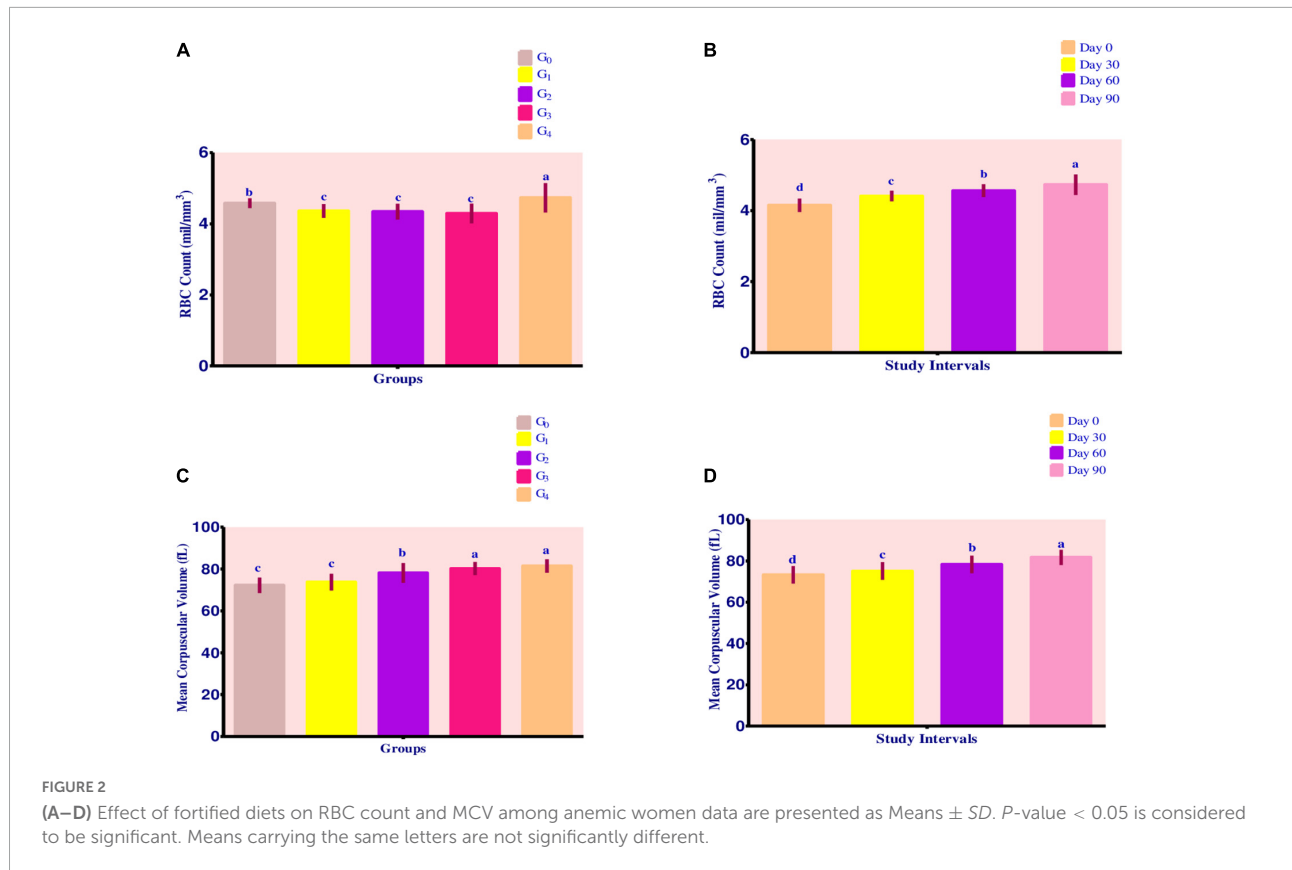 A
G0
G1
G2
G3
G4
6
4
2
0
RBC Count (mil/mm-3)
b
c
c
c
a
Groups
B
Day 0
Day 30
Day 60
Day 90
6
4
2
0
RBC Count (mil/mm-3)
d
c
b
a
Study Intervals
C
G0
G1
G2
G3
G4
100
80
60
40
20
0
Mean Corpuscular Volume (fL)
c
c
b
a
a
Groups
D
Day 0
Day 30
Day 60
Day 90
100
80
60
40
20
0
Mean Corpuscular Volume (fL)
d
c
b
a
Study Intervals
FIGURE 2
(A–D) Effect of fortified diets on RBC count and MCV among anemic women data are presented as Means ± SD. P-value < 0.05 is considered
to be significant. Means carrying the same letters are not significantly different.